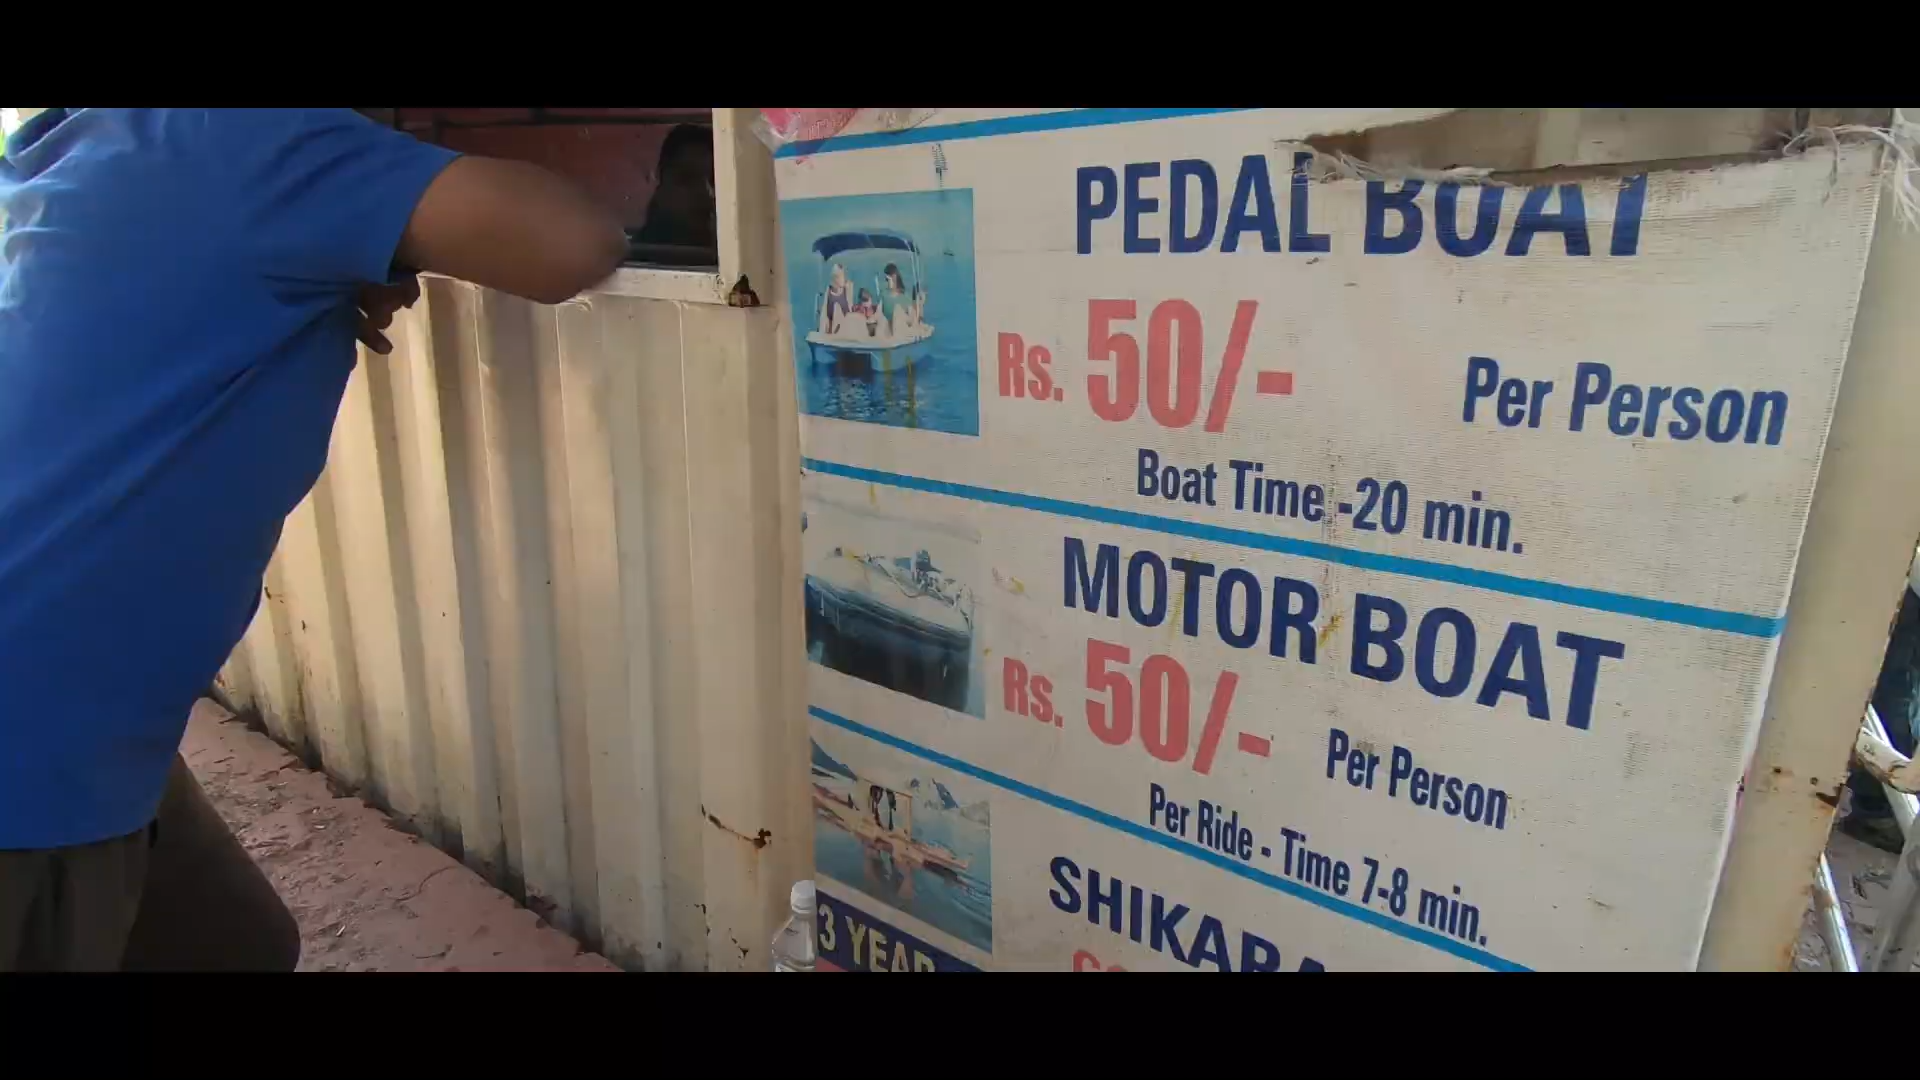 PEDAL BOAT
Rs. 50/- Per Person
Boat Time -20 min.
MOTOR BOAT
Rs. 50/- Per Person
Per Ride - Time 7-8 min.
SHIKARA
3 YEAR